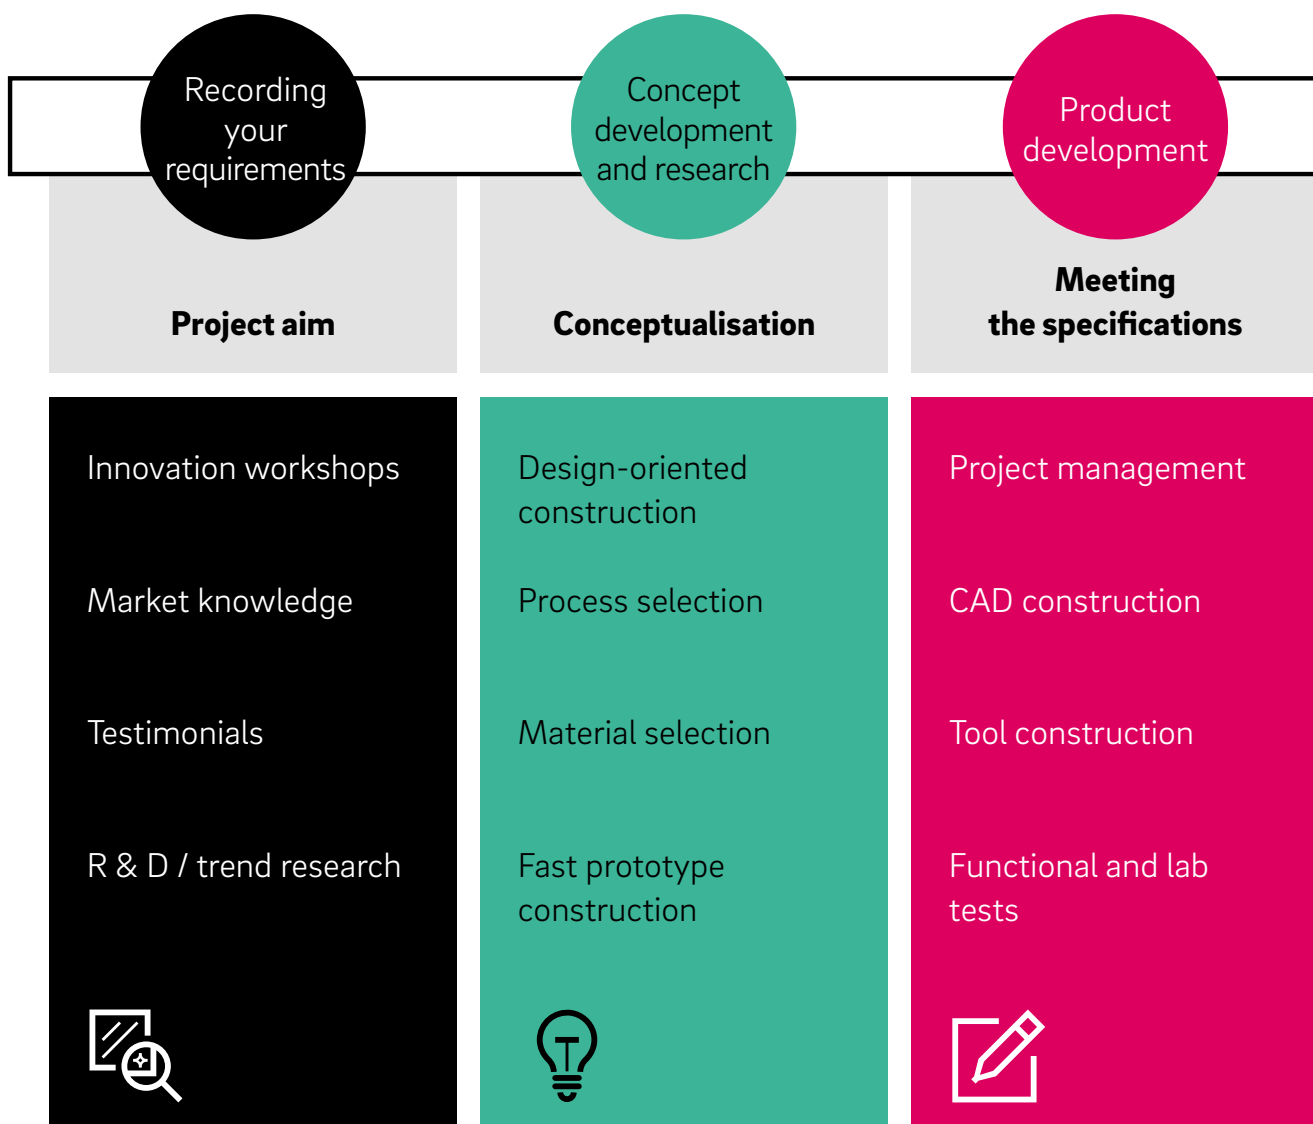 Recording
your
requirements
Concept
development
and research
Product
development
Project aim
Conceptualisation
Meeting
the specifications
Innovation workshops
Market knowledge
Testimonials
R & D / trend research
Design-oriented
construction
Process selection
Material selection
Fast prototype
construction
Project management
CAD construction
Tool construction
Functional and lab
tests